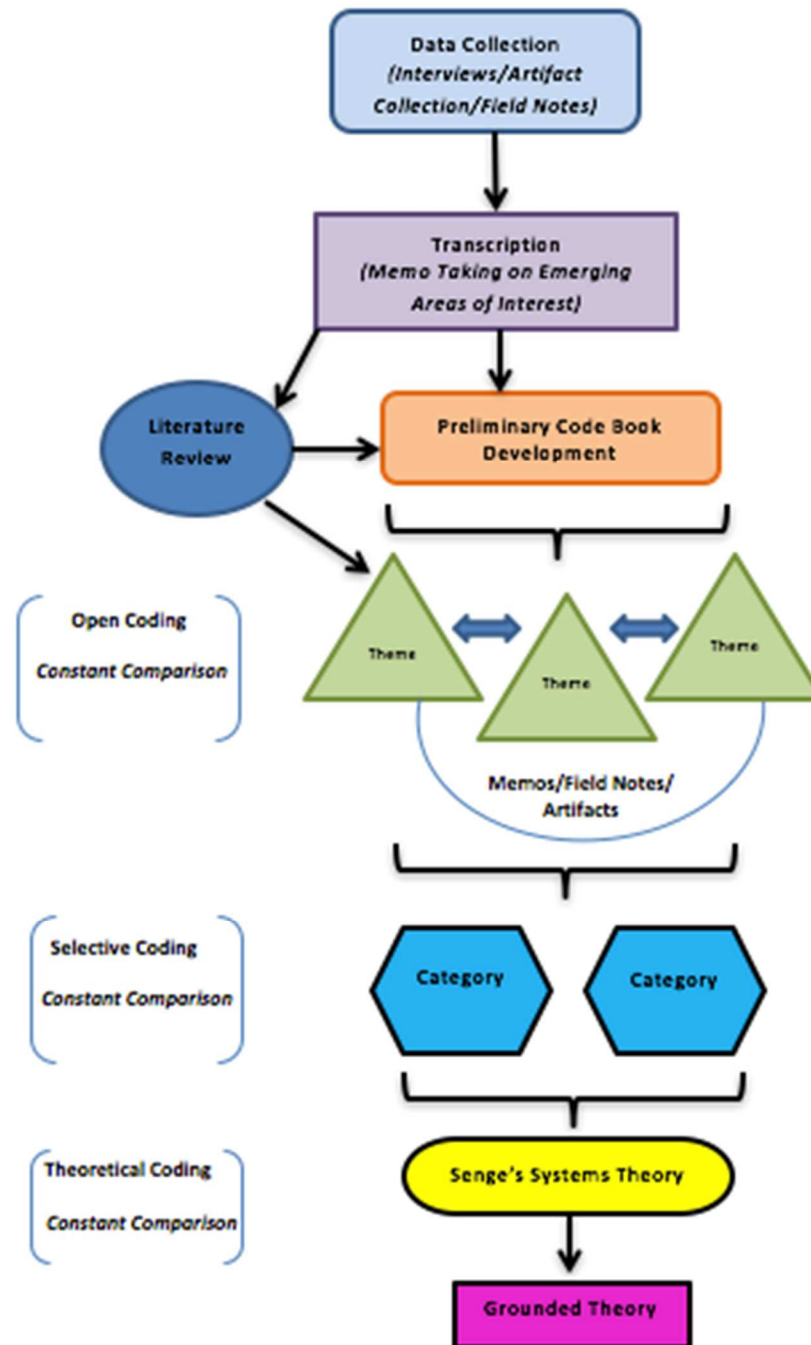 Data Collection
(Interviews/Artifact
Collection/Field Notes)
Transcription
(Memo Taking on Emerging
Areas of Interest)
Literature
Review
Preliminary Code Book
Development
Open Coding
Constant Comparison
Theme
Theme
Theme
Memos/Field Notes/
Artifacts
Selective Coding
Constant Comparison
Category
Category
Theoretical Coding
Constant Comparison
Senge's Systems Theory
Grounded Theory